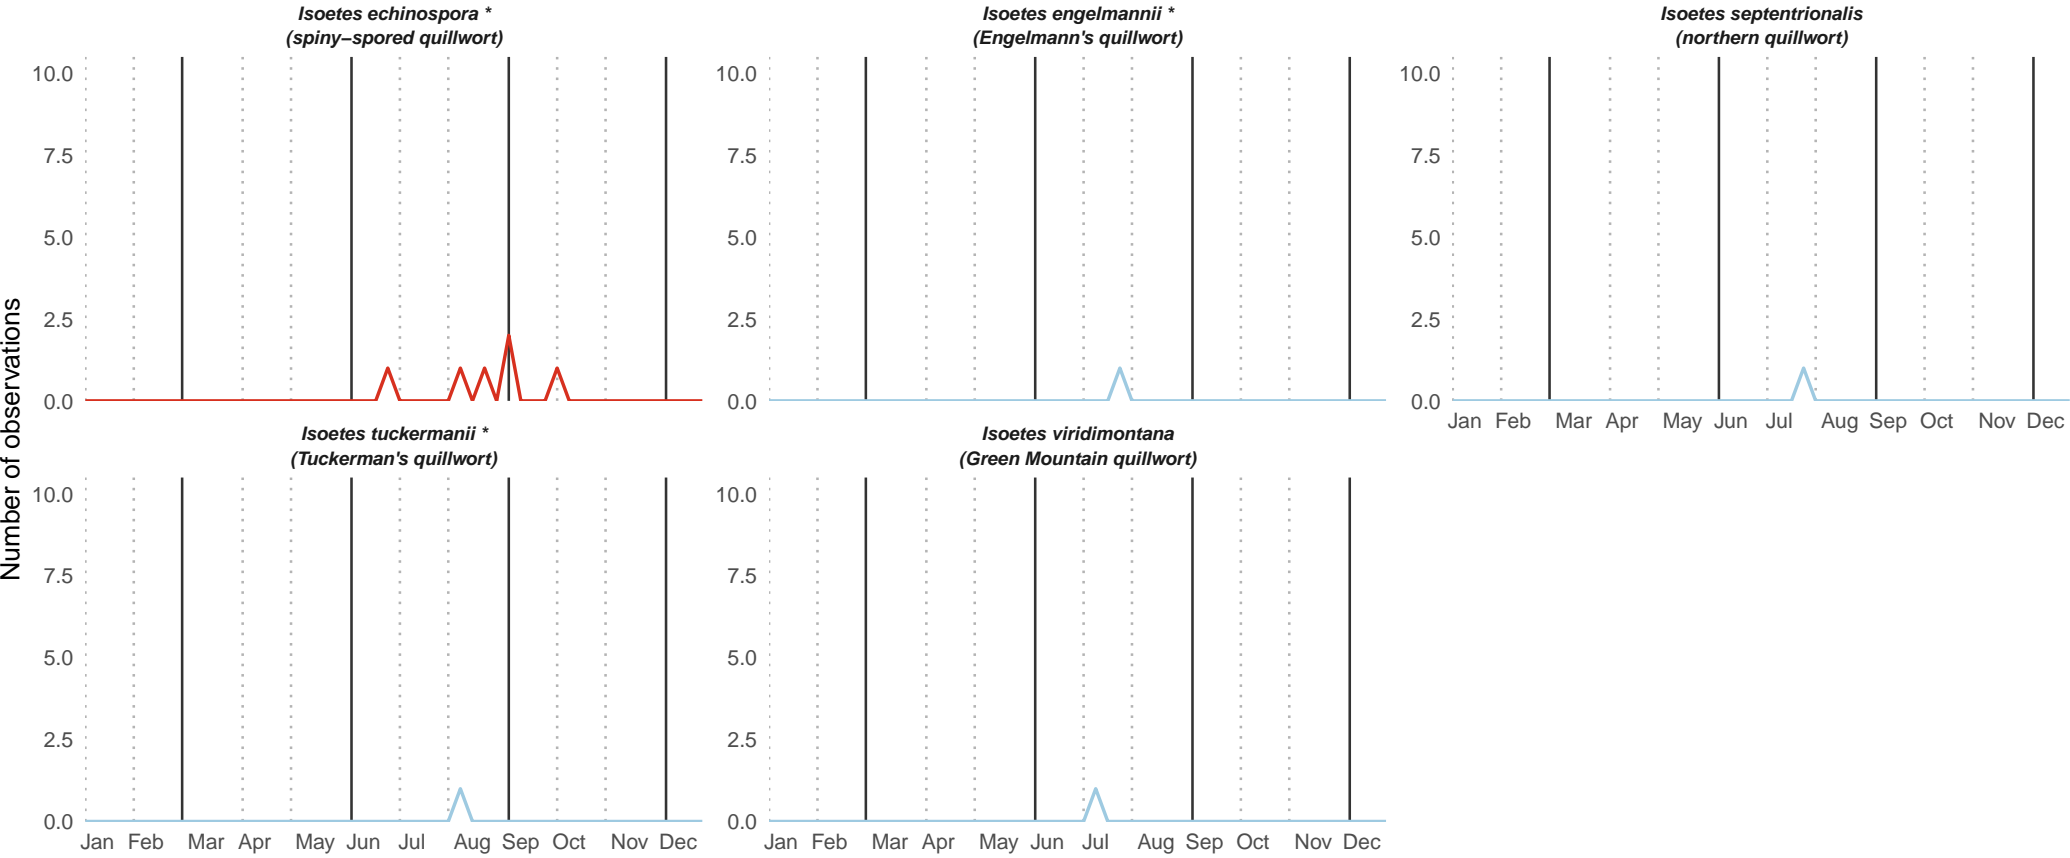 Isoetes echinospora *
(spiny−spored quillwort)
Isoetes engelmannii *
(Engelmann's quillwort)
Isoetes septentrionalis
(northern quillwort)
10.0
7.5
5.0
2.5
0.0
10.0
7.5
5.0
2.5
0.0
10.0
7.5
5.0
2.5
0.0
Jan Feb Mar Apr May Jun Jul Aug Sep Oct Nov Dec
Number of observations
Isoetes tuckermanii *
(Tuckerman's quillwort)
Isoetes viridimontana
(Green Mountain quillwort)
10.0
7.5
5.0
2.5
0.0
Jan Feb Mar Apr May Jun Jul Aug Sep Oct Nov Dec
10.0
7.5
5.0
2.5
0.0
Jan Feb Mar Apr May Jun Jul Aug Sep Oct Nov Dec